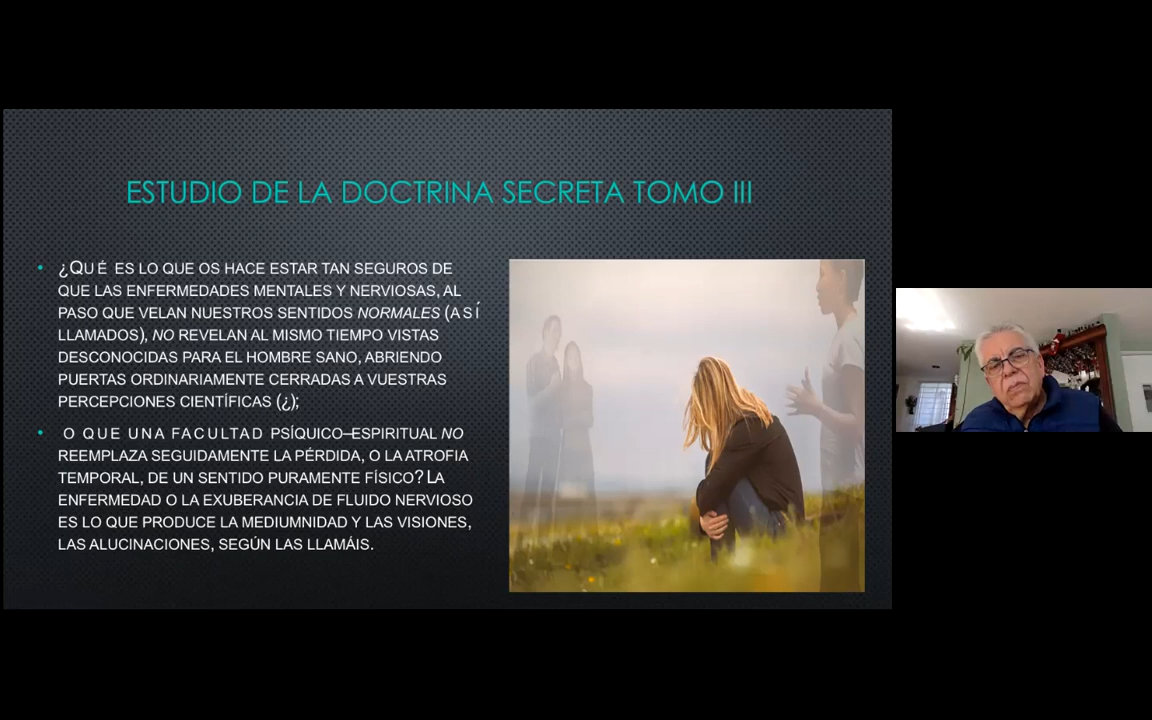 ESTUDIO DE LA DOCTRINA SECRETA TOMO III
• ¿QUÉ ES LO QUE OS HACE ESTAR TAN SEGUROS DE
QUE LAS ENFERMEDADES MENTALES Y NERVIOSAS, AL
PASO QUE VELAN NUESTROS SENTIDOS NORMALES (ASÍ
LLAMADOS), NO REVELAN AL MISMO TIEMPO VISTAS
DESCONOCIDAS PARA EL HOMBRE SANO, ABRIENDO
PUERTAS ORDINARIAMENTE CERRADAS A VUESTRAS
PERCEPCIONES CIENTÍFICAS (¿);
• O QUE UNA FACULTAD PSÍQUICO–ESPIRITUAL NO
REEMPLAZA SEGUIDAMENTE LA PÉRDIDA, O LA ATROFIA
TEMPORAL, DE UN SENTIDO PURAMENTE FÍSICO? LA
ENFERMEDAD O LA EXUBERANCIA DE FLUIDO NERVIOSO
ES LO QUE PRODUCE LA MEDIUMNIDAD Y LAS VISIONES,
LAS ALUCINACIONES, SEGÚN LAS LLAMÁIS.